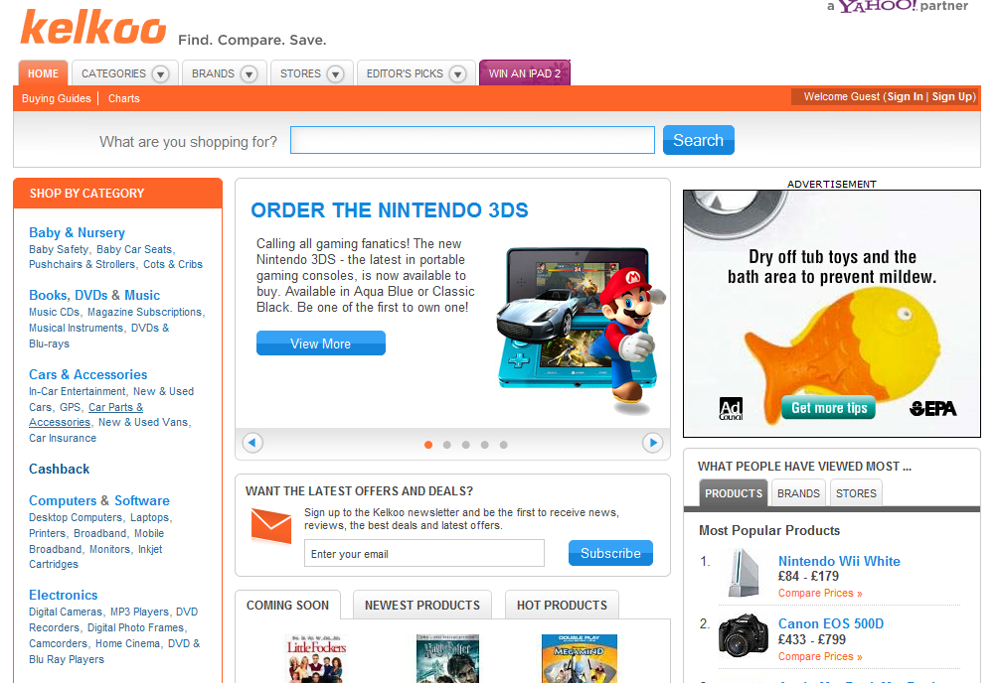 kelkoo Find. Compare. Save.
a YAHOO! partner
HOME CATEGORIES BRANDS STORES EDITOR'S PICKS WIN AN IPAD 2
Buying Guides | Charts
Welcome Guest (Sign In | Sign Up)
What are you shopping for? Search
SHOP BY CATEGORY
Baby & Nursery
Baby Safety, Baby Car Seats,
Pushchairs & Strollers, Cots & Cribs
Books, DVDs & Music
Music CDs, Magazine Subscriptions,
Musical Instruments, DVDs &
Blu-rays
Cars & Accessories
In-Car Entertainment, New & Used
Cars, GPS, Car Parts &
Accessories, New & Used Vans,
Car Insurance
Cashback
Computers & Software
Desktop Computers, Laptops,
Printers, Broadband, Mobile
Broadband, Monitors, Inkjet
Cartridges
Electronics
Digital Cameras, MP3 Players, DVD
Recorders, Digital Photo Frames,
Camcorders, Home Cinema, DVD &
Blu Ray Players
ORDER THE NINTENDO 3DS
Calling all gaming fanatics! The new
Nintendo 3DS - the latest in portable
gaming consoles, is now available to
buy. Available in Aqua Blue or Classic
Black. Be one of the first to own one!
View More
WANT THE LATEST OFFERS AND DEALS?
Sign up to the Kelkoo newsletter and be the first to receive news,
reviews, the best deals and latest offers.
Enter your email Subscribe
COMING SOON NEWEST PRODUCTS HOT PRODUCTS
Little Fockers
Harry Potter
DOUBLE PLAY
MEGAMIND
ADVERTISEMENT
Dry off tub toys and the
bath area to prevent mildew.
Ad Council
Get more tips
EPA
WHAT PEOPLE HAVE VIEWED MOST ...
PRODUCTS BRANDS STORES
Most Popular Products
1. Nintendo Wii White
£84 - £179
Compare Prices »
2. Canon EOS 500D
£433 - £799
Compare Prices »